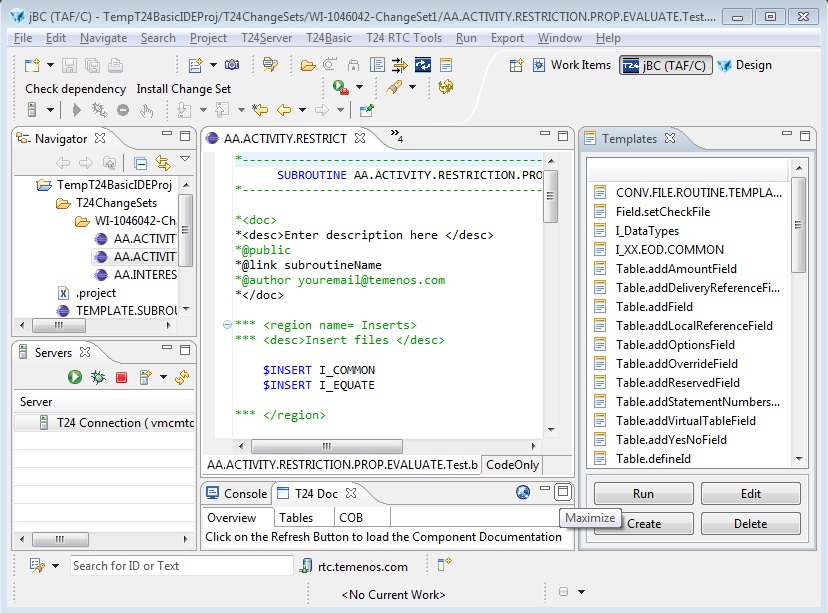 jBC (TAF/C) - TempT24BasicIDEProj/T24ChangeSets/WI-1046042-ChangeSet1/AA.ACTIVITY.RESTRICTION.PROP.EVALUATE.Test....
File Edit Navigate Search Project T24Server T24Basic T24 RTC Tools Run Export Window Help
Work Items jBC (TAF/C) Design
Check dependency Install Change Set
Navigator
TempT24BasicIDEProj
T24ChangeSets
WI-1046042-Ch
AA.ACTIVIT
AA.ACTIVIT
AA.INTERES
.project
TEMPLATE.SUBROU
Servers
Server
T24 Connection ( vmcmtd
AA.ACTIVITY.RESTRICT
»4
*-----------------------------------------
SUBROUTINE AA.ACTIVITY.RESTRICTION.PRO
*-----------------------------------------
*<doc>
*<desc>Enter description here </desc>
*@public
*@link subroutineName
*@author youremail@temenos.com
*</doc>
*** <region name= Inserts>
*** <desc>Insert files </desc>
$INSERT I_COMMON
$INSERT I_EQUATE
*** </region>
AA.ACTIVITY.RESTRICTION.PROP.EVALUATE.Test.b CodeOnly
Console T24 Doc
Overview Tables COB
Click on the Refresh Button to load the Component Documentation
Maximize
Templates
CONV.FILE.ROUTINE.TEMPLA...
Field.setCheckFile
I_DataTypes
I_XX.EOD.COMMON
Table.addAmountField
Table.addDeliveryReferenceFi...
Table.addField
Table.addLocalReferenceField
Table.addOptionsField
Table.addOverrideField
Table.addReservedField
Table.addStatementNumbers...
Table.addVirtualTableField
Table.addYesNoField
Table.defineId
Run Edit
Create Delete
Search for ID or Text rtc.temenos.com
<No Current Work>